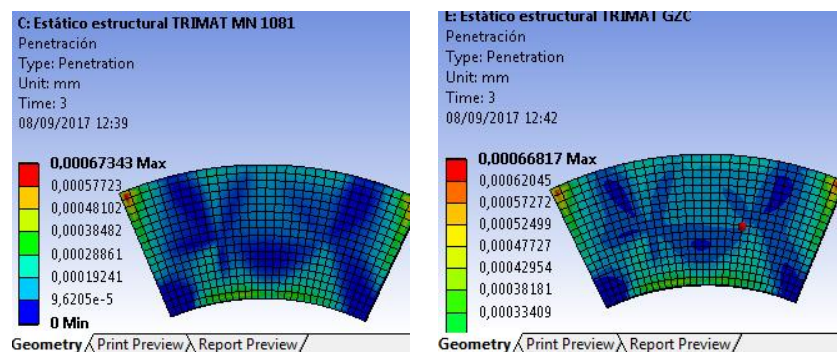 C: Estático estructural TRIMAT MN 1081
Penetración
Type: Penetration
Unit: mm
Time: 3
08/09/2017 12:39
0,00067343 Max
0,00057723
0,00048102
0,00038482
0,00028861
0,00019241
9,6205e-5
0 Min
Geometry Print Preview Report Preview
E: Estático estructural TRIMAT GZC
Penetración
Type: Penetration
Unit: mm
Time: 3
08/09/2017 12:42
0,00066817 Max
0,00062045
0,00057272
0,00052499
0,00047727
0,00042954
0,00038181
0,00033409
Geometry Print Preview Report Preview